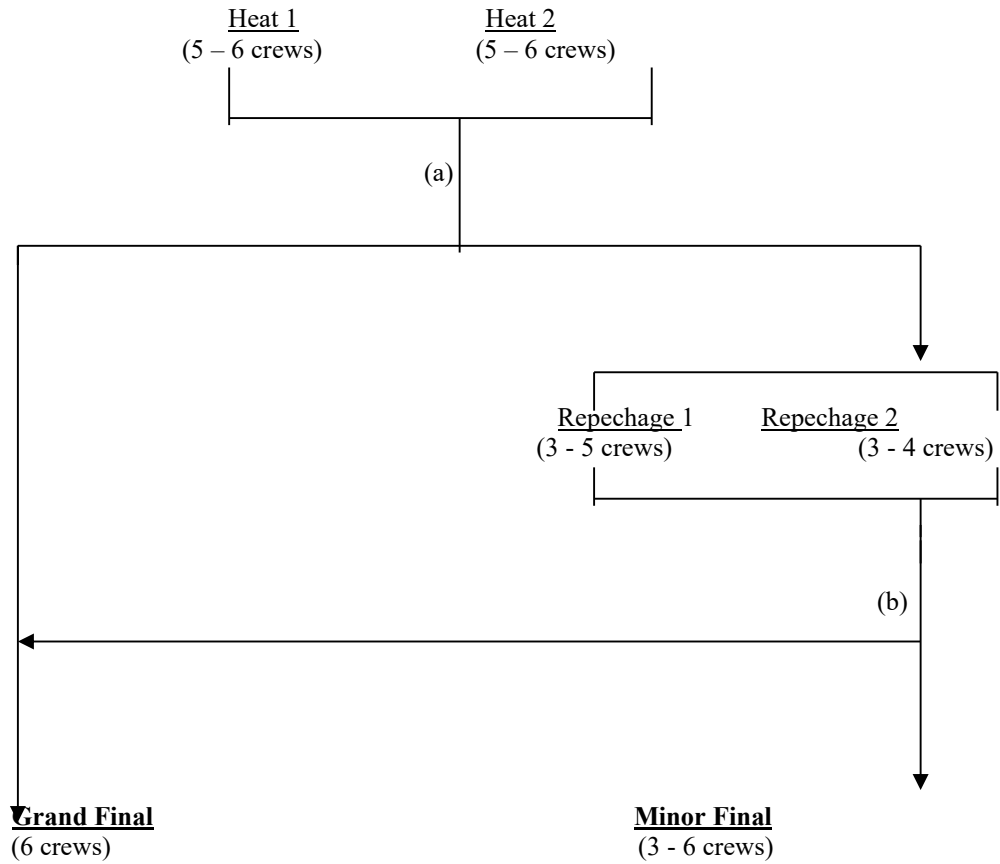 Heat 1 Heat 2
(5 – 6 crews) (5 – 6 crews)
(a)
Repechage 1 Repechage 2
(3 - 5 crews) (3 - 4 crews)
(b)
Grand Final Minor Final
(6 crews) (3 - 6 crews)